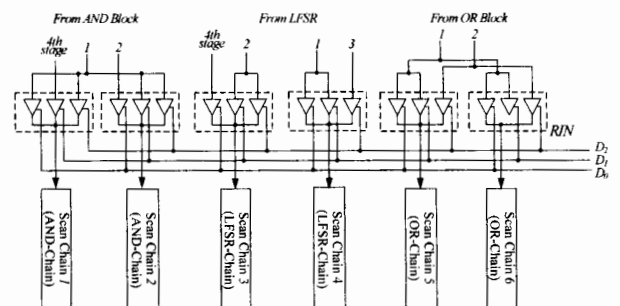 From AND Block
From LFSR
From OR Block
4th stage
1
2
4th stage
2
1
3
1
2
RIN
D2
D1
D0
Scan Chain 1
(AND-Chain)
Scan Chain 2
(AND-Chain)
Scan Chain 3
(LFSR-Chain)
Scan Chain 4
(LFSR-Chain)
Scan Chain 5
(OR-Chain)
Scan Chain 6
(OR-Chain)